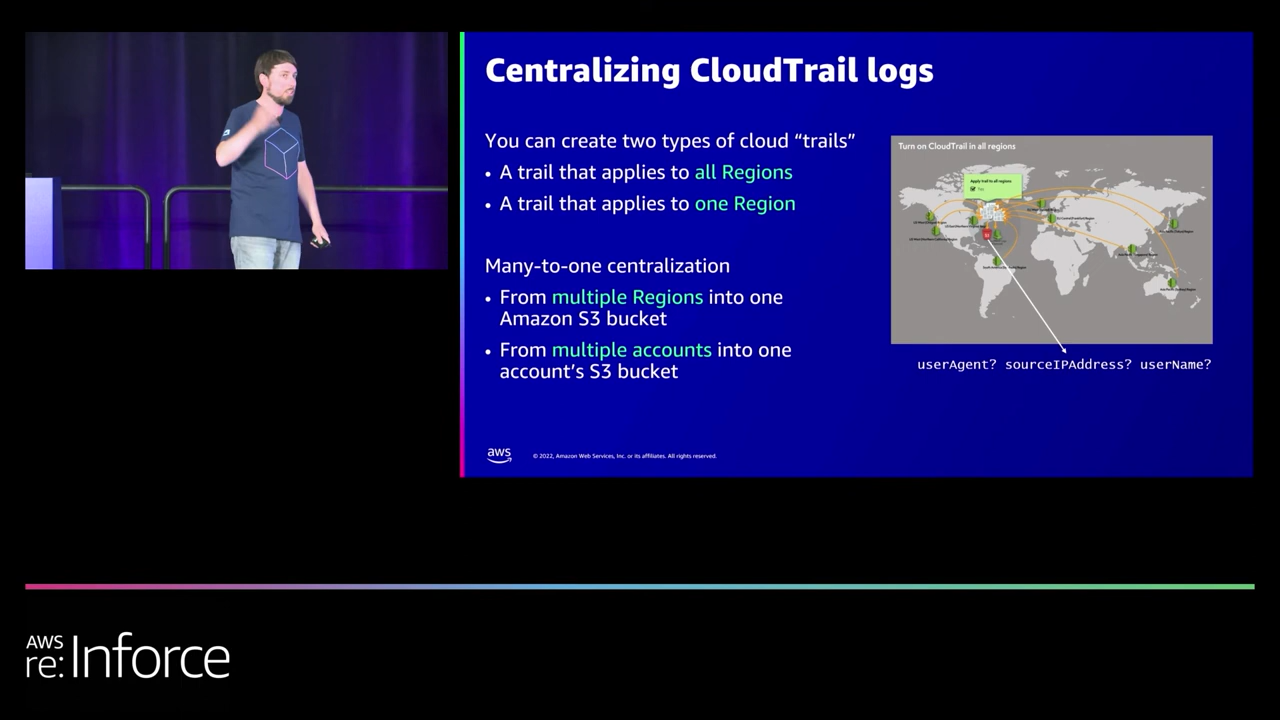 Centralizing CloudTrail logs
You can create two types of cloud “trails”
• A trail that applies to all Regions
• A trail that applies to one Region
Many-to-one centralization
• From multiple Regions into one
Amazon S3 bucket
• From multiple accounts into one
account’s S3 bucket
Turn on CloudTrail in all regions
Apply trail to all regions
Yes
userAgent? sourceIPAddress? userName?
aws
© 2022, Amazon Web Services, Inc. or its affiliates. All rights reserved.
AWS
re:Inforce